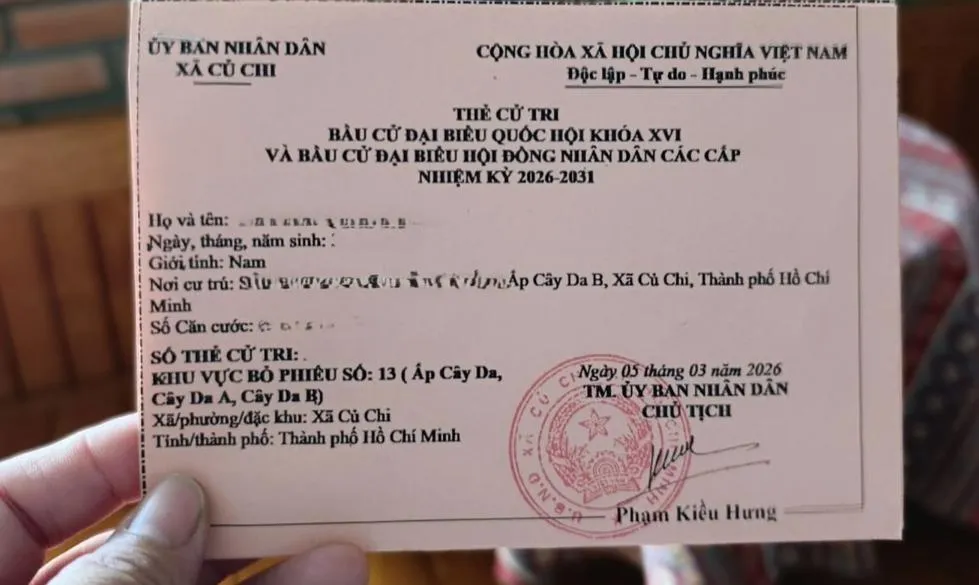 ỦY BAN NHÂN DÂN
XÃ CỦ CHI
CỘNG HÒA XÃ HỘI CHỦ NGHĨA VIỆT NAM
Độc lập - Tự do - Hạnh phúc
THẺ CỬ TRI
BẦU CỬ ĐẠI BIỂU QUỐC HỘI KHÓA XVI
VÀ BẦU CỬ ĐẠI BIỂU HỘI ĐỒNG NHÂN DÂN CÁC CẤP
NHIỆM KỲ 2026-2031
Họ và tên:
Ngày, tháng, năm sinh:
Giới tính: Nam
Nơi cư trú: Ấp Cây Da B, Xã Củ Chi, Thành phố Hồ Chí
Minh
Số Căn cước:
SỐ THẺ CỬ TRI:
KHU VỰC BỎ PHIẾU SỐ: 13 ( Ấp Cây Da,
Cây Da A, Cây Da B)
Xã/phường/đặc khu: Xã Củ Chi
Tỉnh/thành phố: Thành phố Hồ Chí Minh
Ngày 05 tháng 03 năm 2026
TM. ỦY BAN NHÂN DÂN
CHỦ TỊCH
Phạm Kiều Hưng